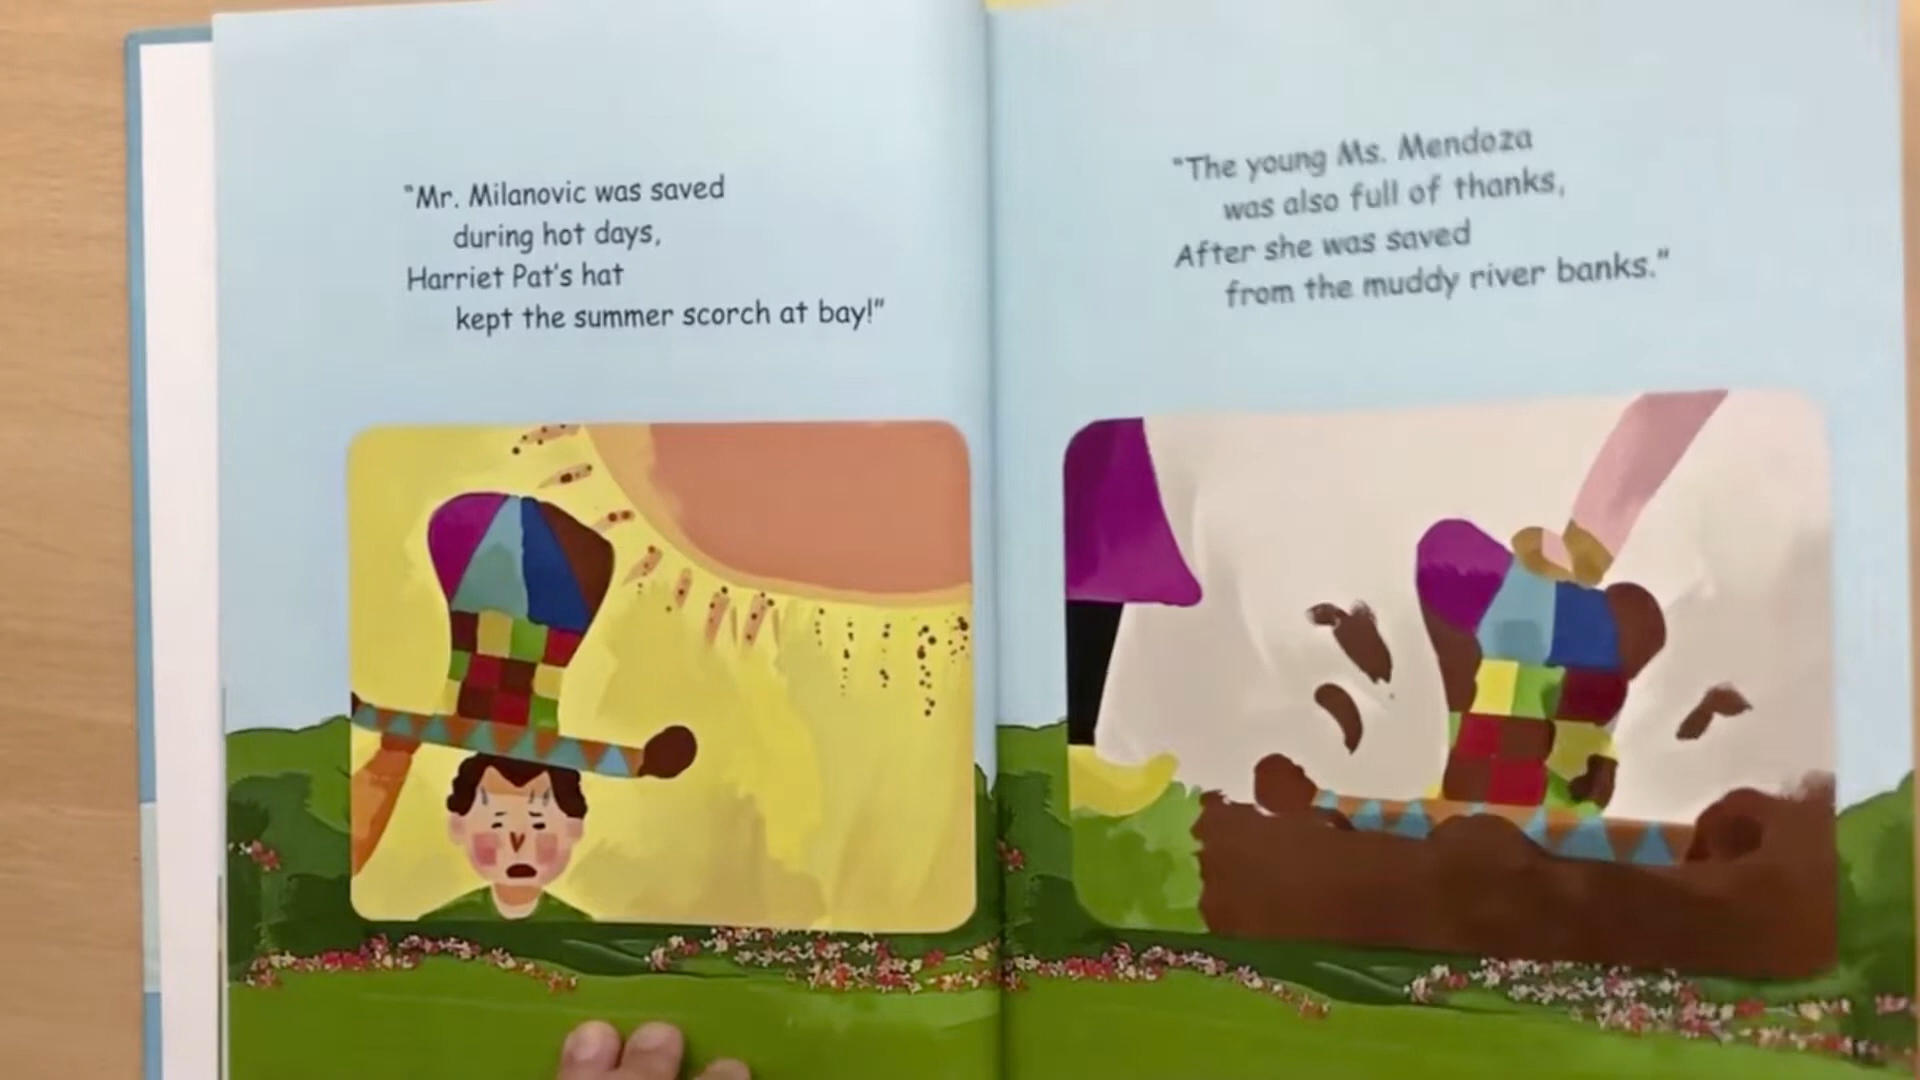 “Mr. Milanovic was saved
during hot days,
Harriet Pat’s hat
kept the summer scorch at bay!”
“The young Ms. Mendoza
was also full of thanks,
After she was saved
from the muddy river banks.”